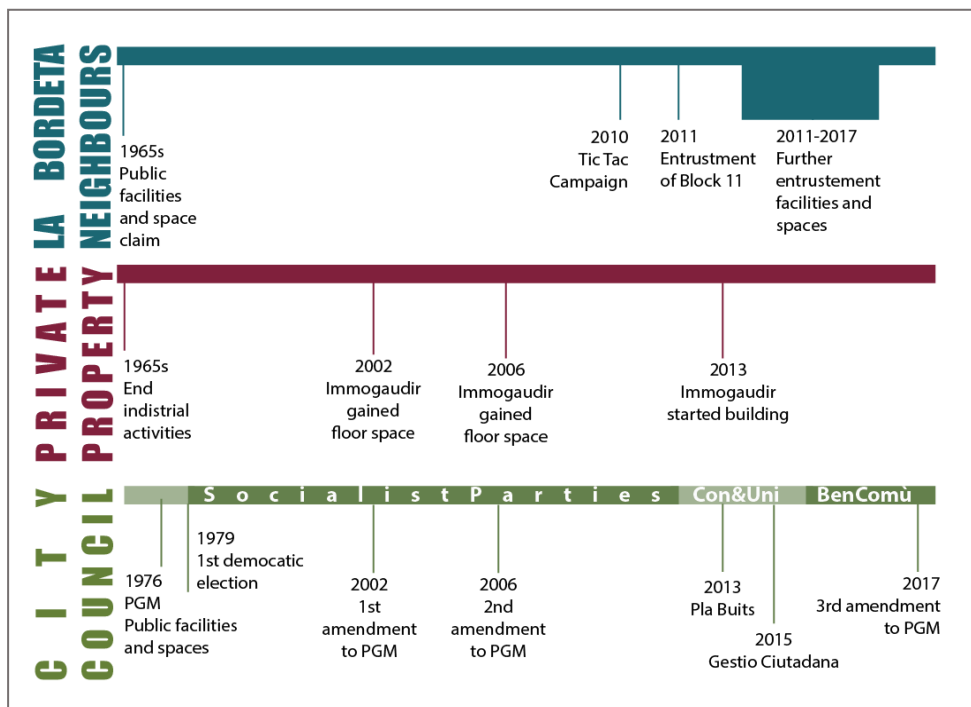 LA BORDETA
NEIGHBOURS
1965s
Public
facilities
and space
claim
2010
Tic Tac
Campaign
2011
Entrustment
of Block 11
2011-2017
Further
entrustement
facilities and
spaces
PRIVATE
PROPERTY
1965s
End
indistrial
activities
2002
Immogaudir
gained
floor space
2006
Immogaudir
gained
floor space
2013
Immogaudir
started building
CITY
COUNCIL
Socialist Parties
Con&Uni
BenComù
1976
PGM
Public facilities
and spaces
1979
1st democatic
election
2002
1st
amendment
to PGM
2006
2nd
amendment
to PGM
2013
Pla Buits
2015
Gestio Ciutadana
2017
3rd amendment
to PGM